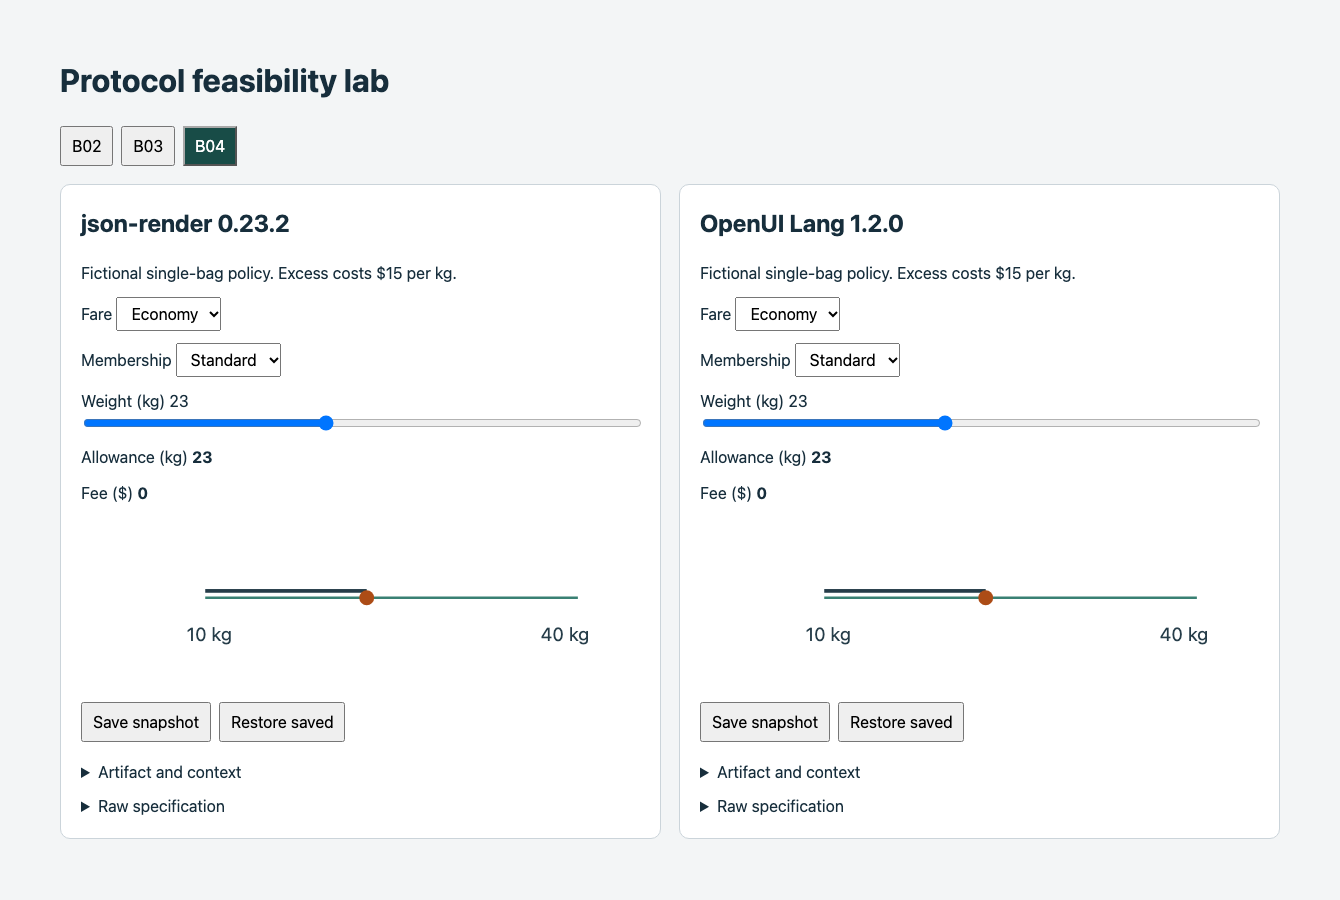 Protocol feasibility lab
B02 B03 B04
json-render 0.23.2
Fictional single-bag policy. Excess costs $15 per kg.
Fare Economy
Membership Standard
Weight (kg) 23
Allowance (kg) 23
Fee ($) 0
10 kg 40 kg
Save snapshot Restore saved
Artifact and context
Raw specification
OpenUI Lang 1.2.0
Fictional single-bag policy. Excess costs $15 per kg.
Fare Economy
Membership Standard
Weight (kg) 23
Allowance (kg) 23
Fee ($) 0
10 kg 40 kg
Save snapshot Restore saved
Artifact and context
Raw specification